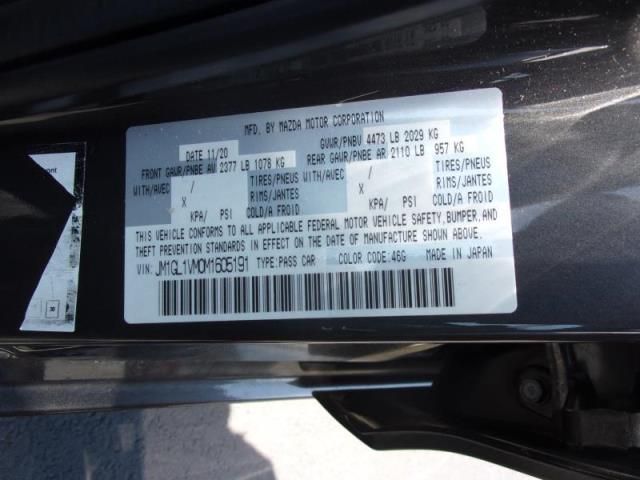 MFD. BY MAZDA MOTOR CORPORATION
DATE 11/20 GVWR/PNBV 4473 LB 2029 KG
FRONT GAWR/PNBE AV 2377 LB 1078 KG REAR GAWR/PNBE AR 2110 LB 957 KG
WITH/AVEC / TIRES/PNEUS WITH/AVEC / TIRES/PNEUS
X RIMS/JANTES X RIMS/JANTES
KPA/ PSI COLD/A FROID KPA/ PSI COLD/A FROID
THIS VEHICLE CONFORMS TO ALL APPLICABLE FEDERAL MOTOR VEHICLE SAFETY, BUMPER, AND
THEFT PREVENTION STANDARDS IN EFFECT ON THE DATE OF MANUFACTURE SHOWN ABOVE.
VIN: JM1GL1VM0M1605191 TYPE: PASS CAR COLOR CODE: 46G MADE IN JAPAN
30